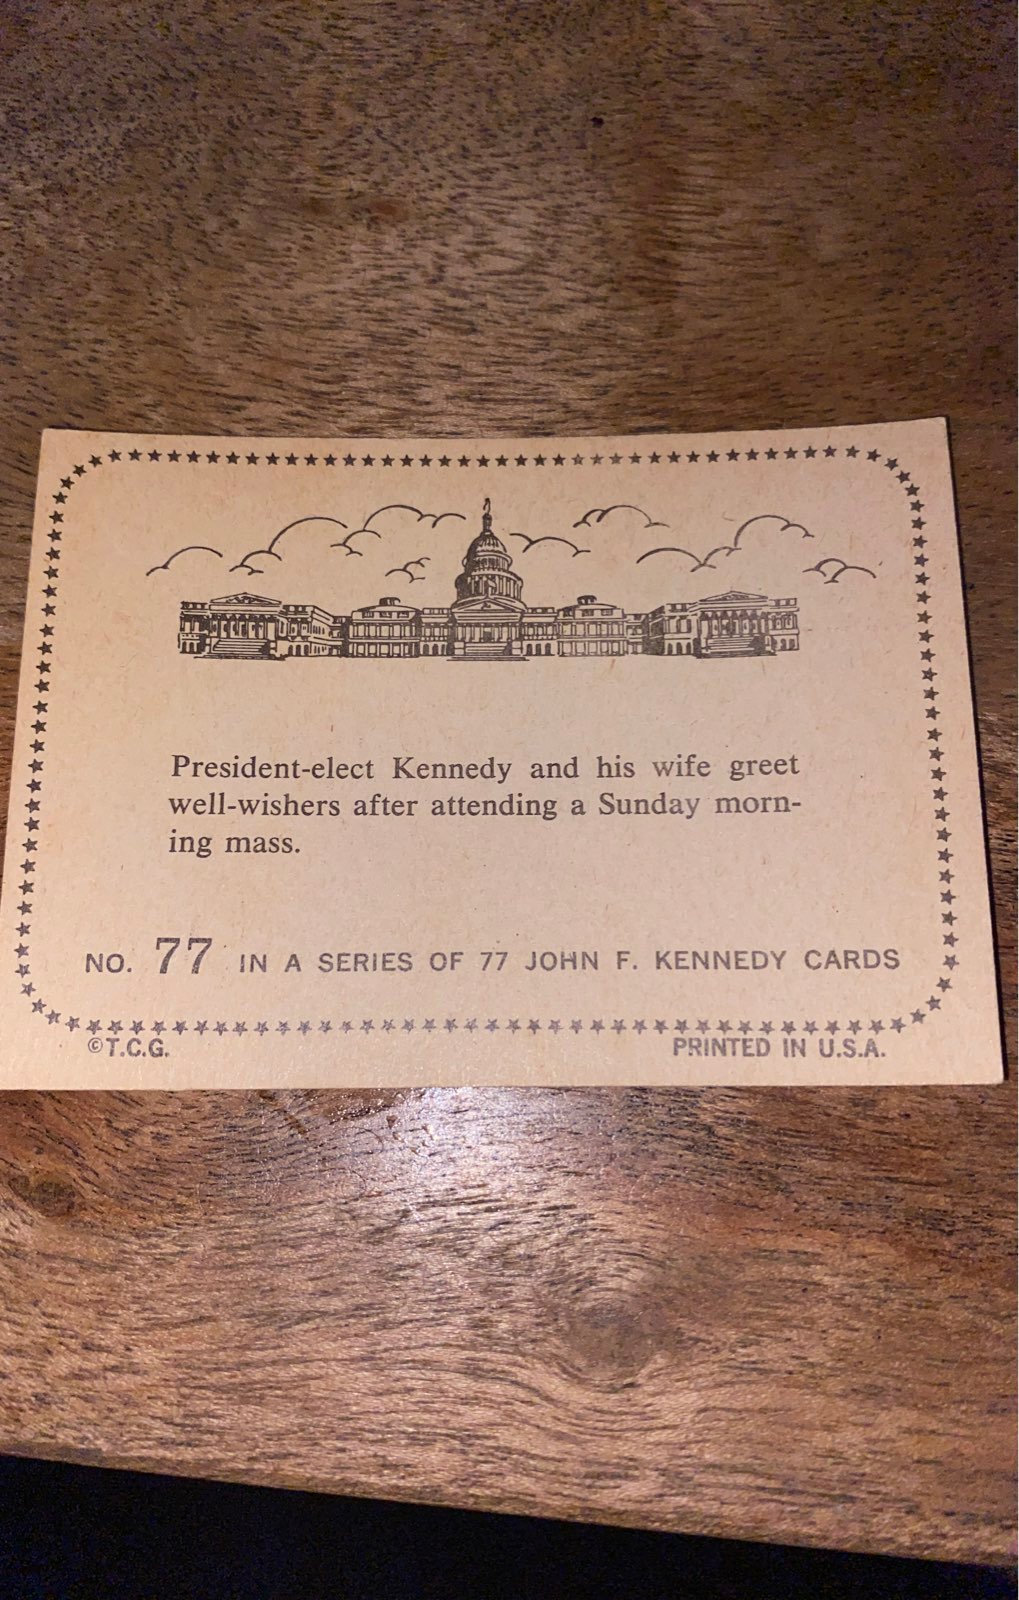 President-elect Kennedy and his wife greet
well-wishers after attending a Sunday morn-
ing mass.
NO. 77 IN A SERIES OF 77 JOHN F. KENNEDY CARDS
©T.C.G.
PRINTED IN U.S.A.